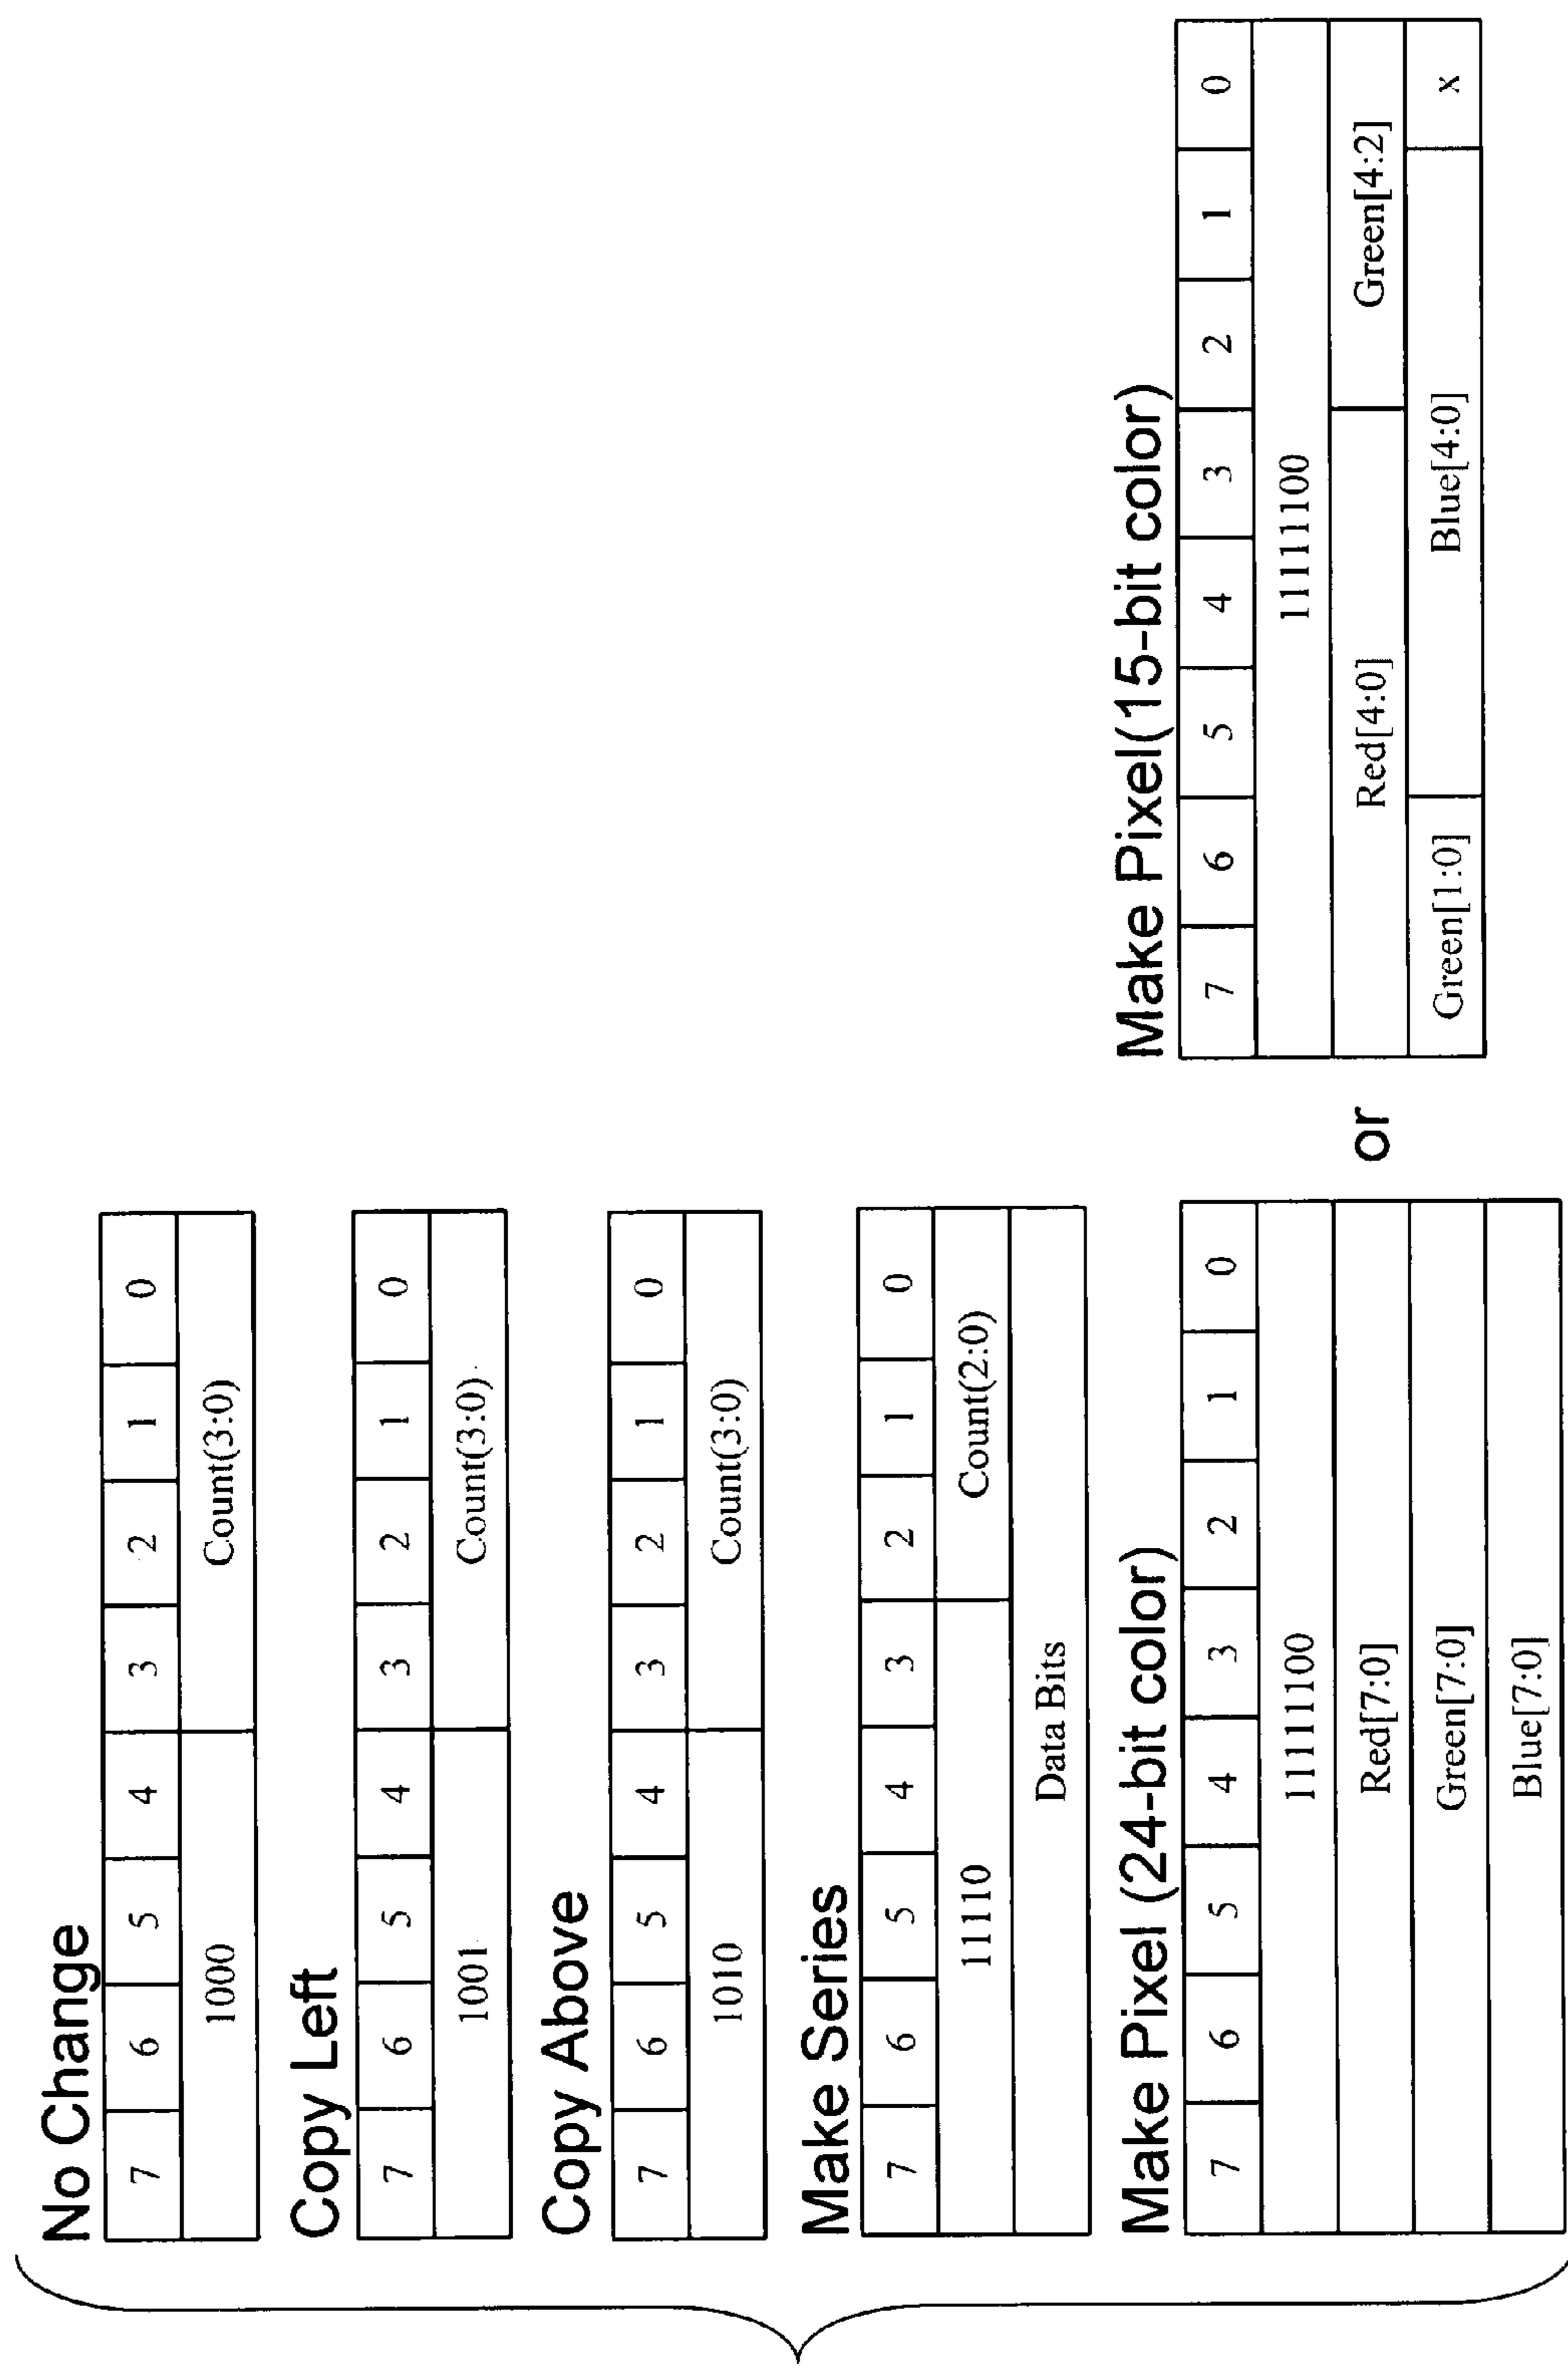 No Change
7 6 5 4 3 2 1 0
1000 Count(3:0)
Copy Left
7 6 5 4 3 2 1 0
1001 Count(3:0)
Copy Above
7 6 5 4 3 2 1 0
1010 Count(3:0)
Make Series
7 6 5 4 3 2 1 0
11110 Count(2:0)
Data Bits
Make Pixel (24-bit color)
7 6 5 4 3 2 1 0
11111100
Red[7:0]
Green[7:0]
Blue[7:0]
or
Make Pixel(15-bit color)
7 6 5 4 3 2 1 0
11111100
Red[4:0] Green[4:2]
Green[1:0] Blue[4:0] x